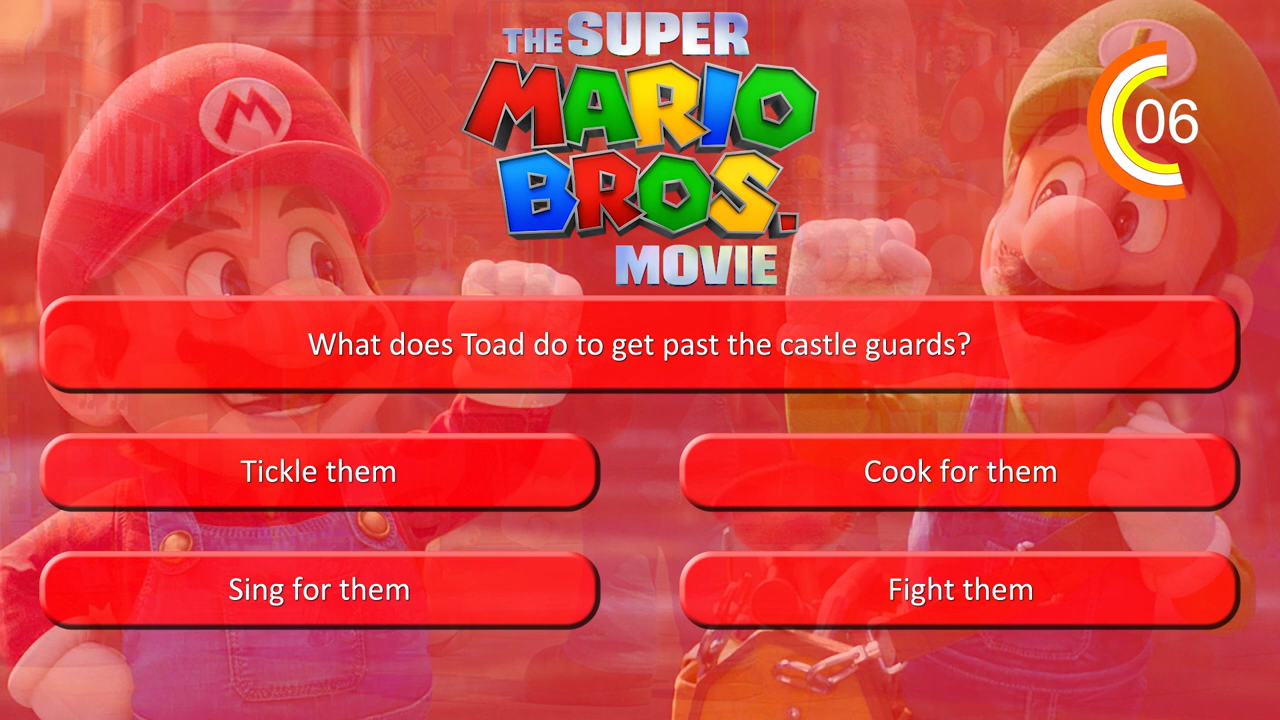 THE SUPER
MARIO
BROS.
MOVIE
06
What does Toad do to get past the castle guards?
Tickle them
Cook for them
Sing for them
Fight them